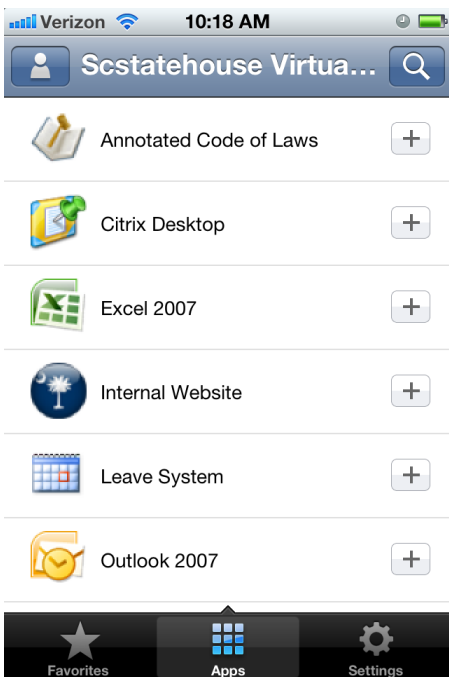 Verizon 10:18 AM
Scstatehouse Virtua...
Annotated Code of Laws
Citrix Desktop
Excel 2007
Internal Website
Leave System
Outlook 2007
Favorites Apps Settings